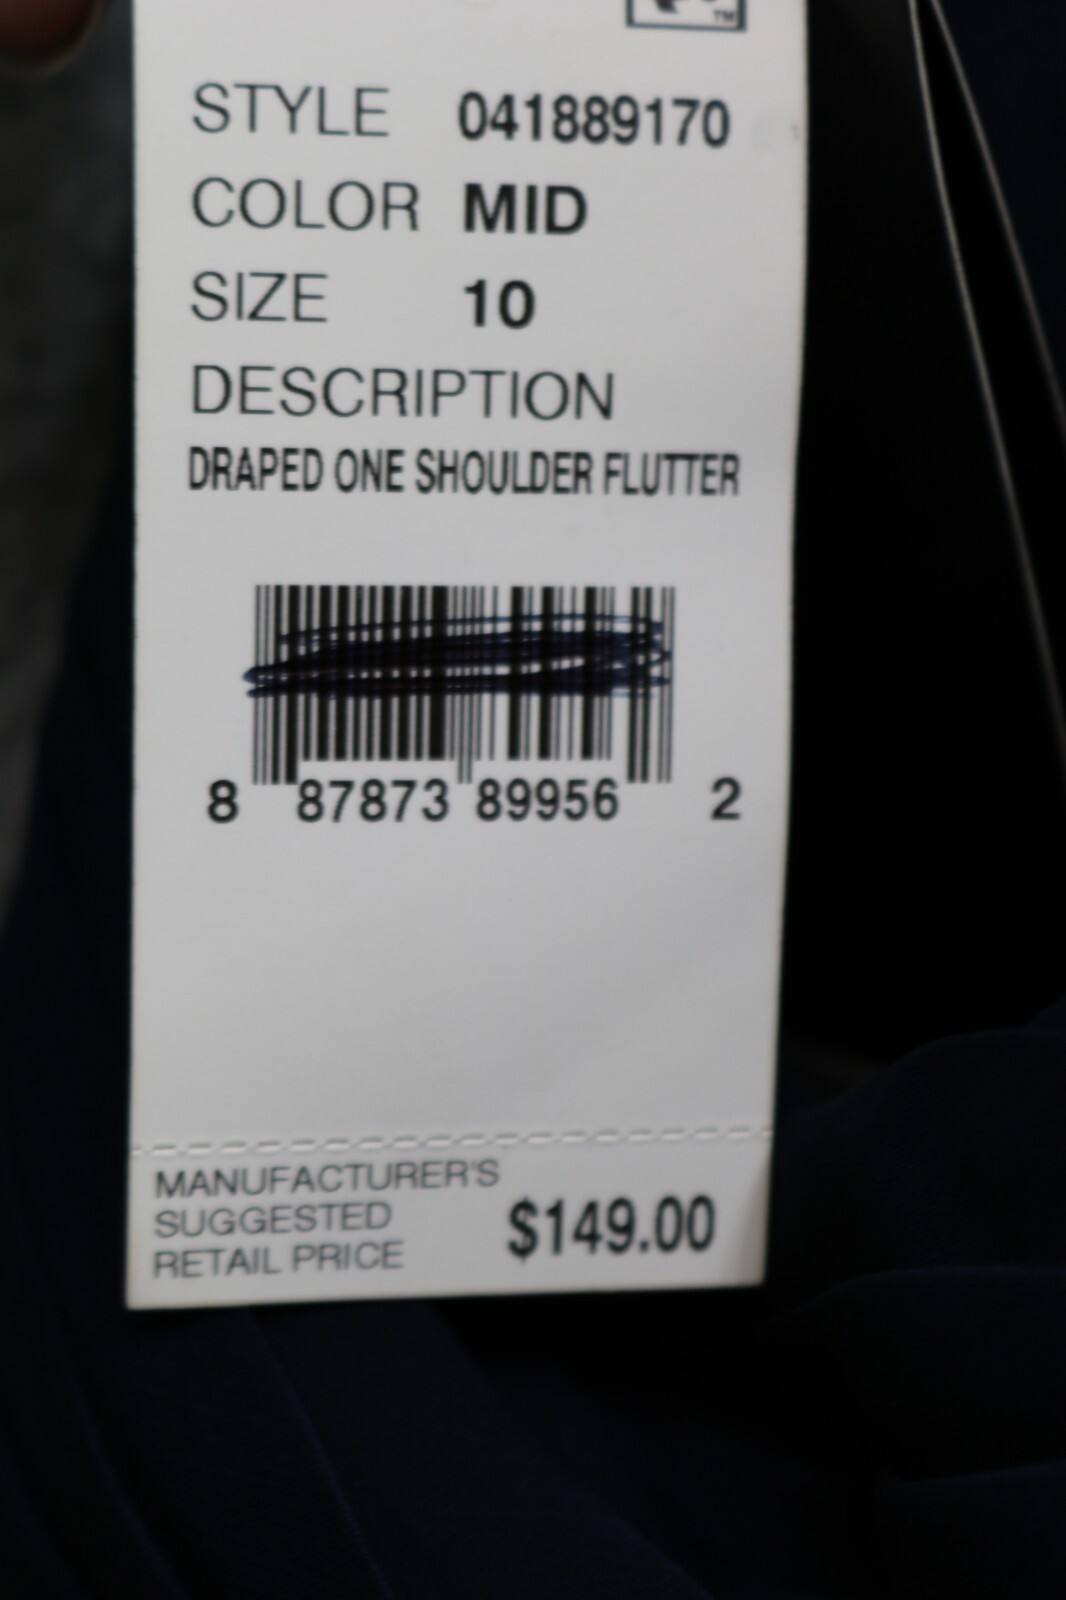 TM
STYLE 041889170
COLOR MID
SIZE 10
DESCRIPTION
DRAPED ONE SHOULDER FLUTTER
8 87873 89956 2
MANUFACTURER'S
SUGGESTED
RETAIL PRICE $149.00